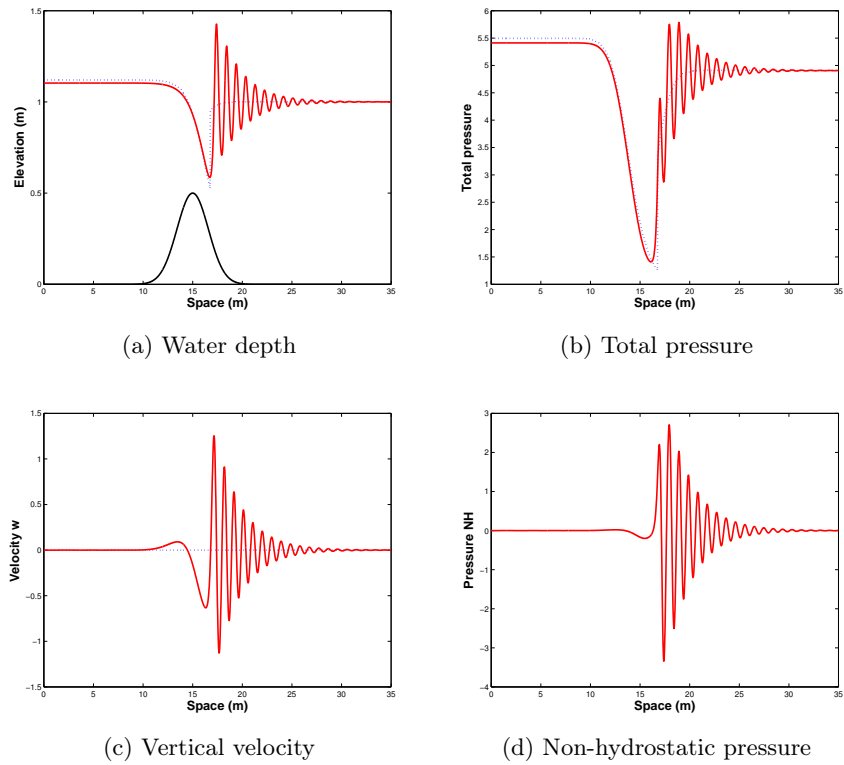 1.5
1
0.5
0
0 5 10 15 20 25 30 35
Elevation (m)
Space (m)
(a) Water depth
6
5.5
5
4.5
4
3.5
3
2.5
2
1.5
1
0 5 10 15 20 25 30 35
Total pressure
Space (m)
(b) Total pressure
1.5
1
0.5
0
−0.5
−1
−1.5
0 5 10 15 20 25 30 35
Velocity w
Space (m)
(c) Vertical velocity
3
2
1
0
−1
−2
−3
−4
0 5 10 15 20 25 30 35
Pressure NH
Space (m)
(d) Non-hydrostatic pressure